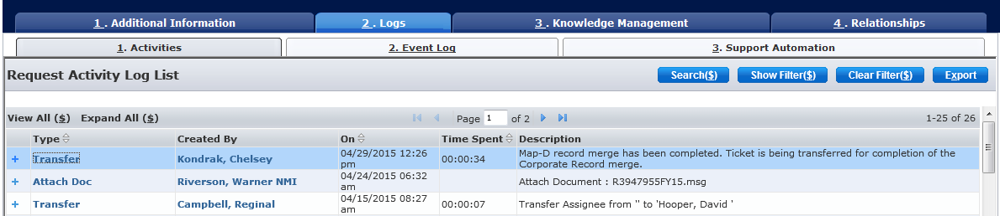 1 . Additional Information 2 . Logs 3 . Knowledge Management 4 . Relationships
1. Activities 2. Event Log 3. Support Automation
Request Activity Log List Search($) Show Filter($) Clear Filter($) Export
View All ($) Expand All ($) Page 1 of 2 1-25 of 26
Type Created By On Time Spent Description
+ Transfer Kondrak, Chelsey 04/29/2015 12:26 pm 00:00:34 Map-D record merge has been completed. Ticket is being transferred for completion of the Corporate Record merge.
+ Attach Doc Riverson, Warner NMI 04/24/2015 06:32 am Attach Document : R3947955FY15.msg
+ Transfer Campbell, Reginal 04/15/2015 08:27 am 00:00:07 Transfer Assignee from '' to 'Hooper, David '